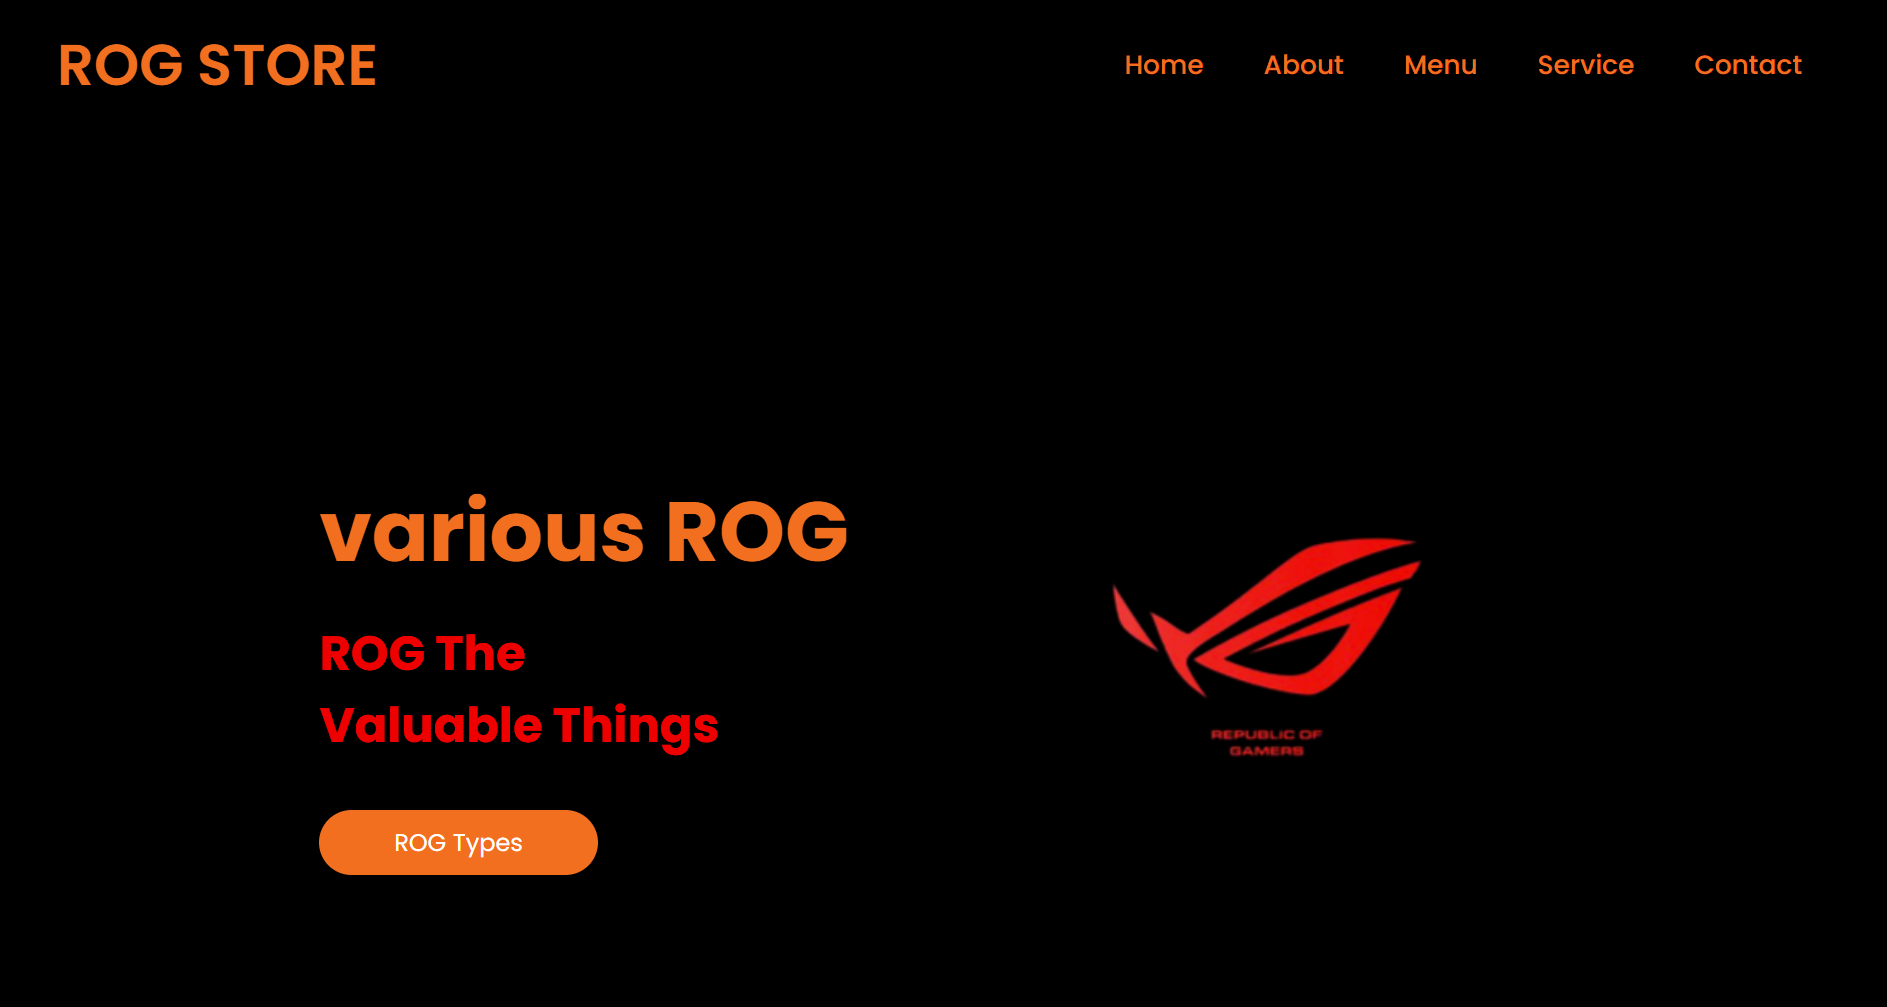 ROG STORE
Home About Menu Service Contact
various ROG
ROG The
Valuable Things
ROG Types
REPUBLIC OF
GAMERS